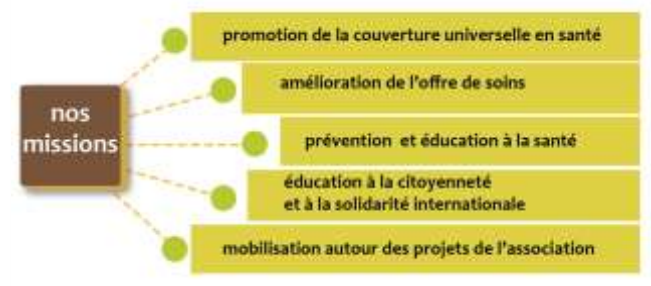 nos
missions
promotion de la couverture universelle en santé
amélioration de l'offre de soins
prévention et éducation à la santé
éducation à la citoyenneté
et à la solidarité internationale
mobilisation autour des projets de l'association